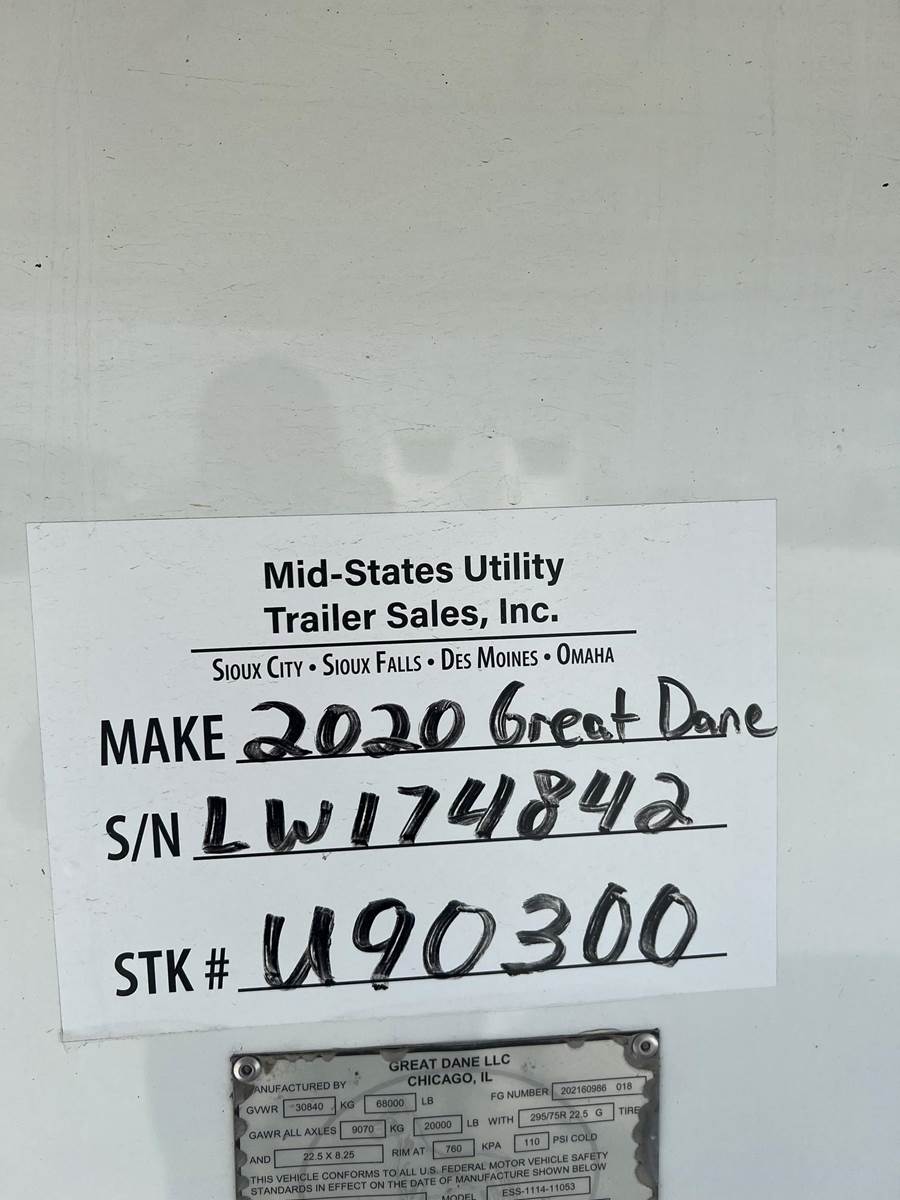 Mid-States Utility
Trailer Sales, Inc.
Sioux City • Sioux Falls • Des Moines • Omaha
MAKE 2020 Great Dane
S/N LW174842
STK # U90300
GREAT DANE LLC
CHICAGO, IL
ANUFACTURED BY
FG NUMBER 202160986 018
GVWR 30840 KG 68000 LB
GAWR ALL AXLES 9070 KG 20000 LB WITH 295/75R 22.5 G TIRE
AND 22.5 X 8.25 RIM AT 760 KPA 110 PSI COLD
THIS VEHICLE CONFORMS TO ALL U.S. FEDERAL MOTOR VEHICLE SAFETY
STANDARDS IN EFFECT ON THE DATE OF MANUFACTURE SHOWN BELOW
MODEL ESS-1114-11053